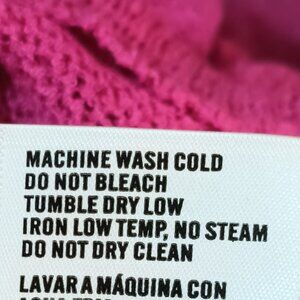 MACHINE WASH COLD
DO NOT BLEACH
TUMBLE DRY LOW
IRON LOW TEMP, NO STEAM
DO NOT DRY CLEAN
LAVAR A MÁQUINA CON